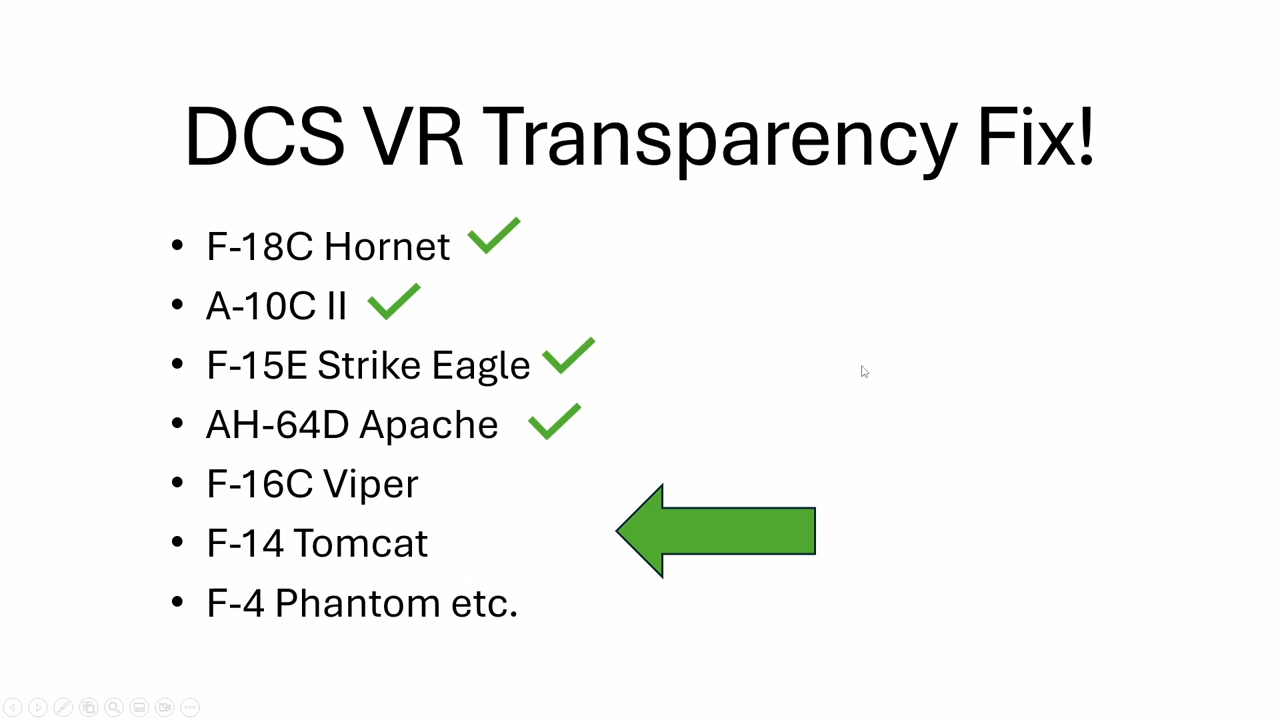 DCS VR Transparency Fix!
• F-18C Hornet
• A-10C II
• F-15E Strike Eagle
• AH-64D Apache
• F-16C Viper
• F-14 Tomcat
• F-4 Phantom etc.